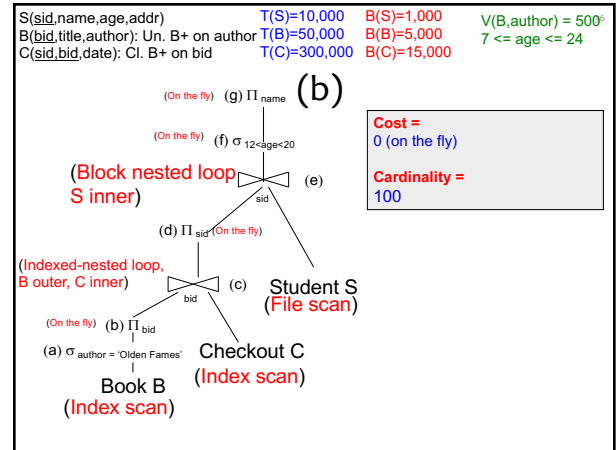 S(sid,name,age,addr) T(S)=10,000 B(S)=1,000 V(B,author) = 500
B(bid,title,author): Un. B+ on author T(B)=50,000 B(B)=5,000 7 <= age <= 24
C(sid,bid,date): Cl. B+ on bid T(C)=300,000 B(C)=15,000
(On the fly) (g) Π name (b)
(On the fly) (f) σ 12<age<20
Cost =
0 (on the fly)
Cardinality =
100
(Block nested loop
S inner) (e)
sid
(d) Π sid (On the fly)
(Indexed-nested loop,
B outer, C inner) (c)
bid
Student S
(File scan)
(On the fly) (b) Π bid
(a) σ author = 'Olden Fames'
Checkout C
(Index scan)
Book B
(Index scan)